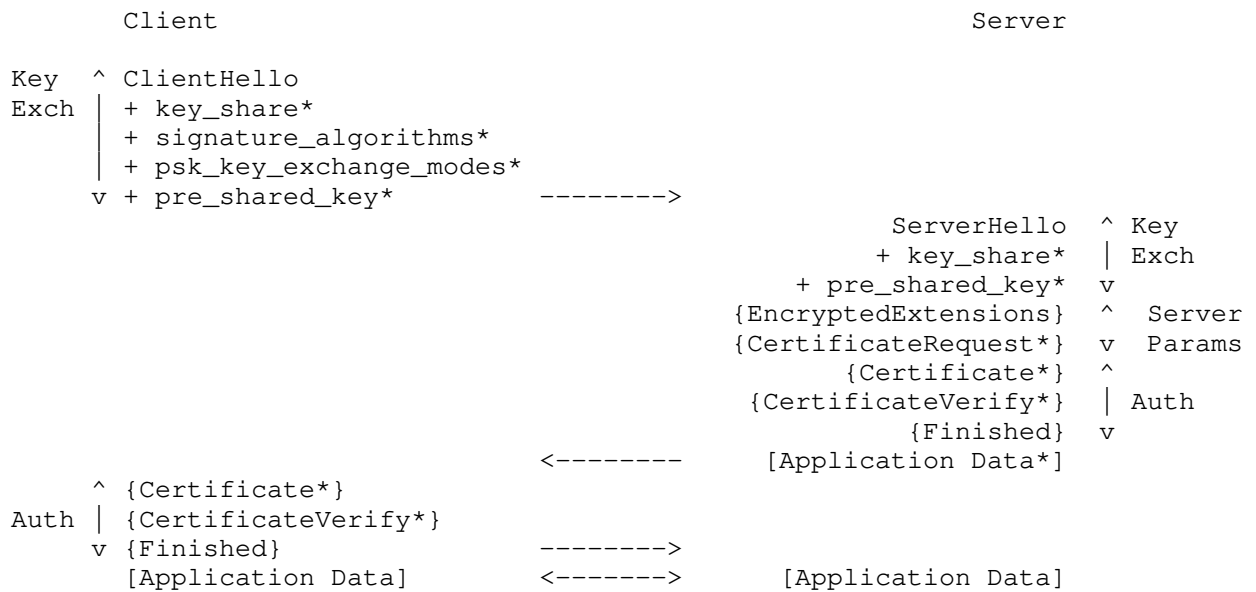 Client                                           Server

Key  ^ ClientHello
Exch | + key_share*
     | + signature_algorithms*
     | + psk_key_exchange_modes*
     v + pre_shared_key*       -------->
                                                  ServerHello  ^ Key
                                                 + key_share*  | Exch
                                            + pre_shared_key*  v
                                        {EncryptedExtensions}  ^  Server
                                        {CertificateRequest*}  v  Params
                                               {Certificate*}  ^
                                         {CertificateVerify*}  | Auth
                                                   {Finished}  v
                               <--------  [Application Data*]
     ^ {Certificate*}
Auth | {CertificateVerify*}
     v {Finished}              -------->
       [Application Data]      <------->  [Application Data]